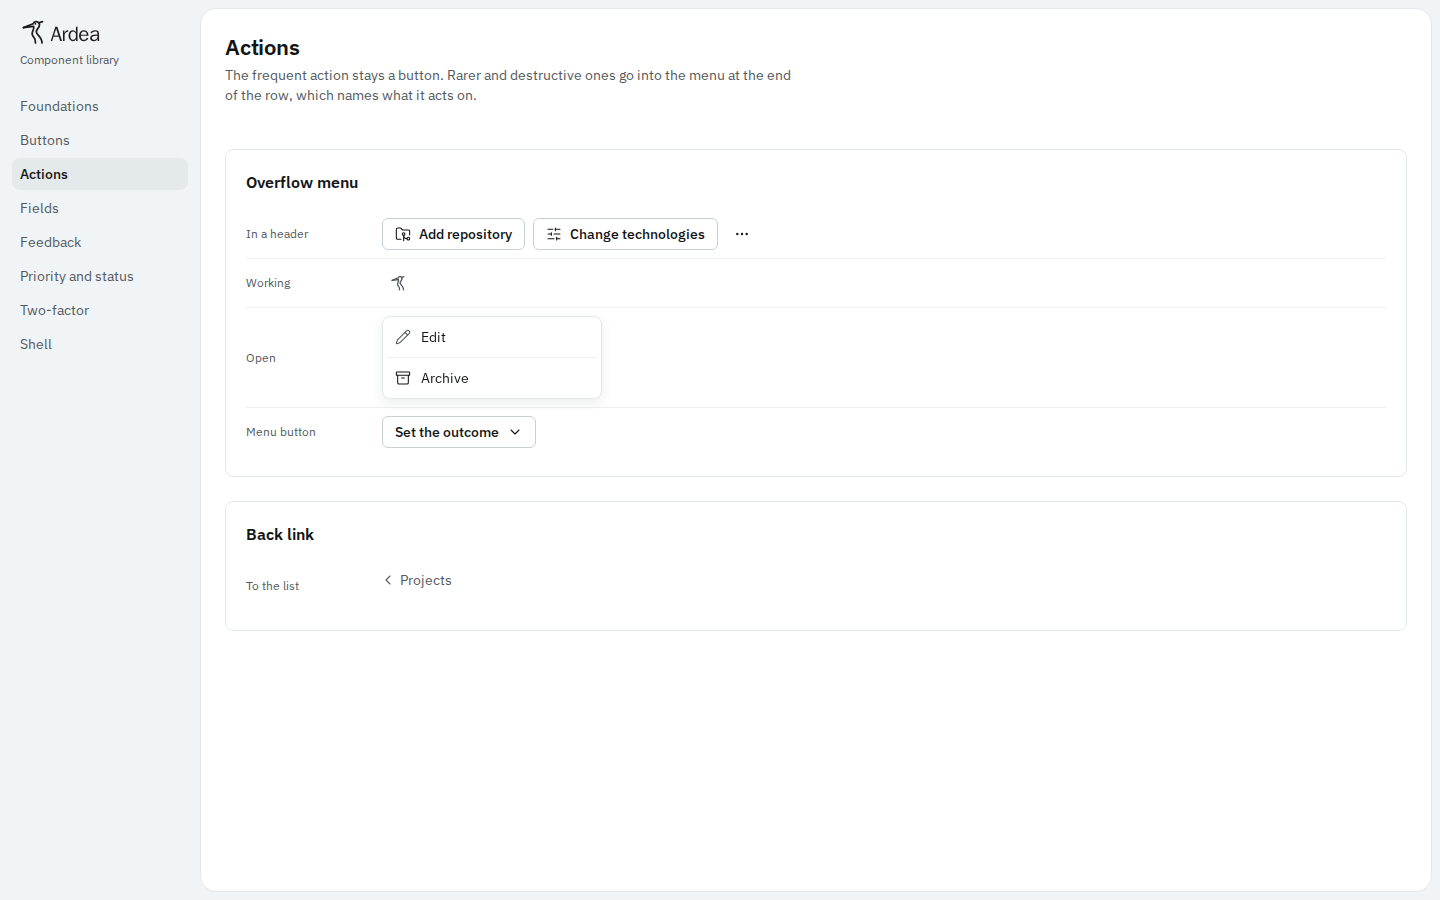 Ardea
Component library
Foundations
Buttons
Actions
Fields
Feedback
Priority and status
Two-factor
Shell
Actions
The frequent action stays a button. Rarer and destructive ones go into the menu at the end
of the row, which names what it acts on.
Overflow menu
In a header
Add repository
Change technologies
Working
Open
Edit
Archive
Menu button
Set the outcome
Back link
To the list
Projects